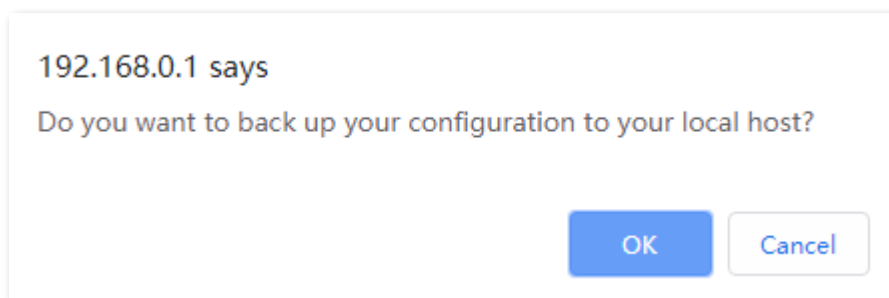 192.168.0.1 says
Do you want to back up your configuration to your local host?
OK Cancel